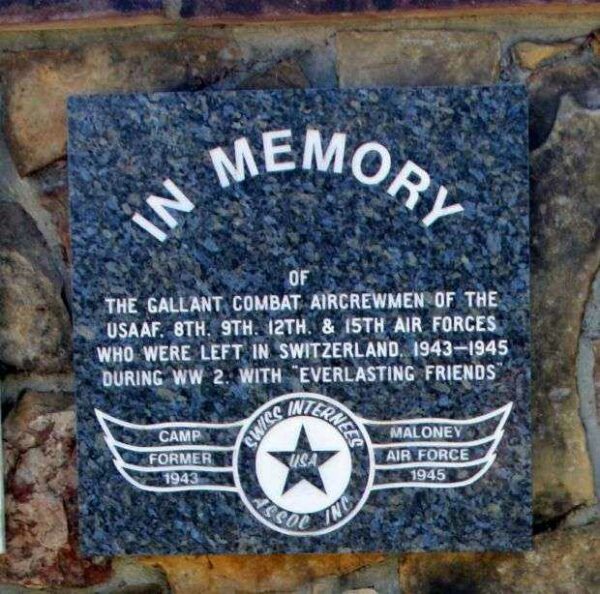 IN MEMORY
OF
THE GALLANT COMBAT AIRCREWMEN OF THE
USAAF. 8TH. 9TH. 12TH. & 15TH AIR FORCES
WHO WERE LEFT IN SWITZERLAND. 1943-1945
DURING WW 2. WITH "EVERLASTING FRIENDS"
SWISS INTERNEES
CAMP MALONEY
FORMER USA AIR FORCE
1943 1945
ASSOC INC